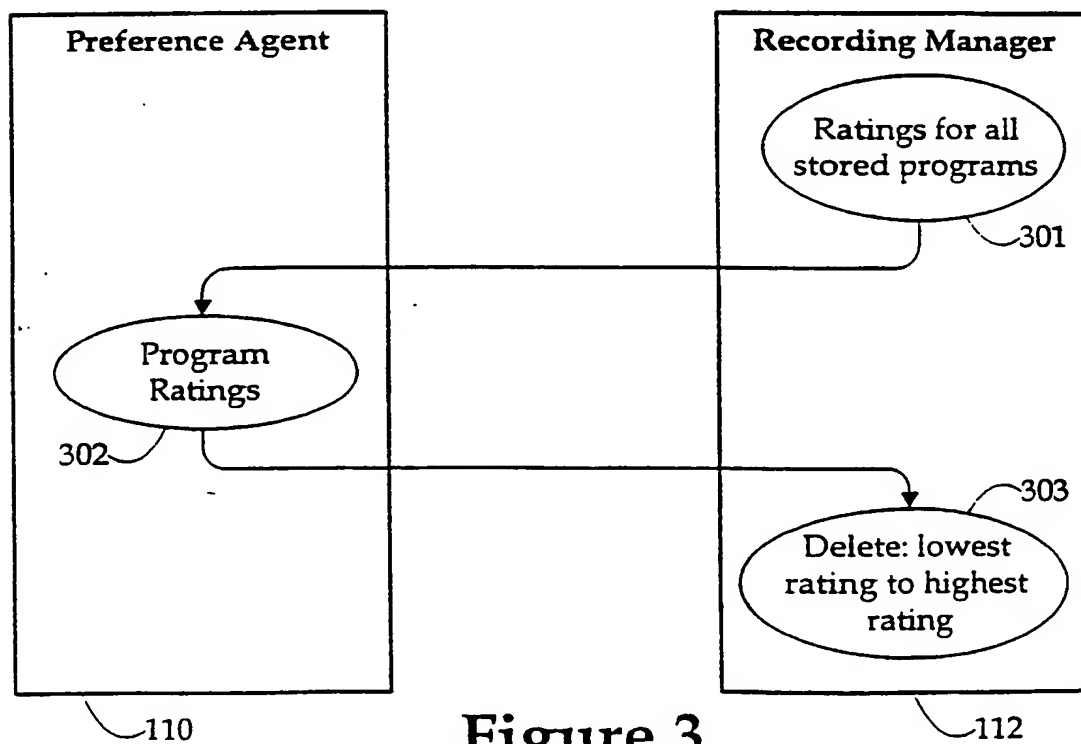 Preference Agent
Recording Manager
Ratings for all
stored programs
301
Program
Ratings
302
303
Delete: lowest
rating to highest
rating
110
112
Figure 3